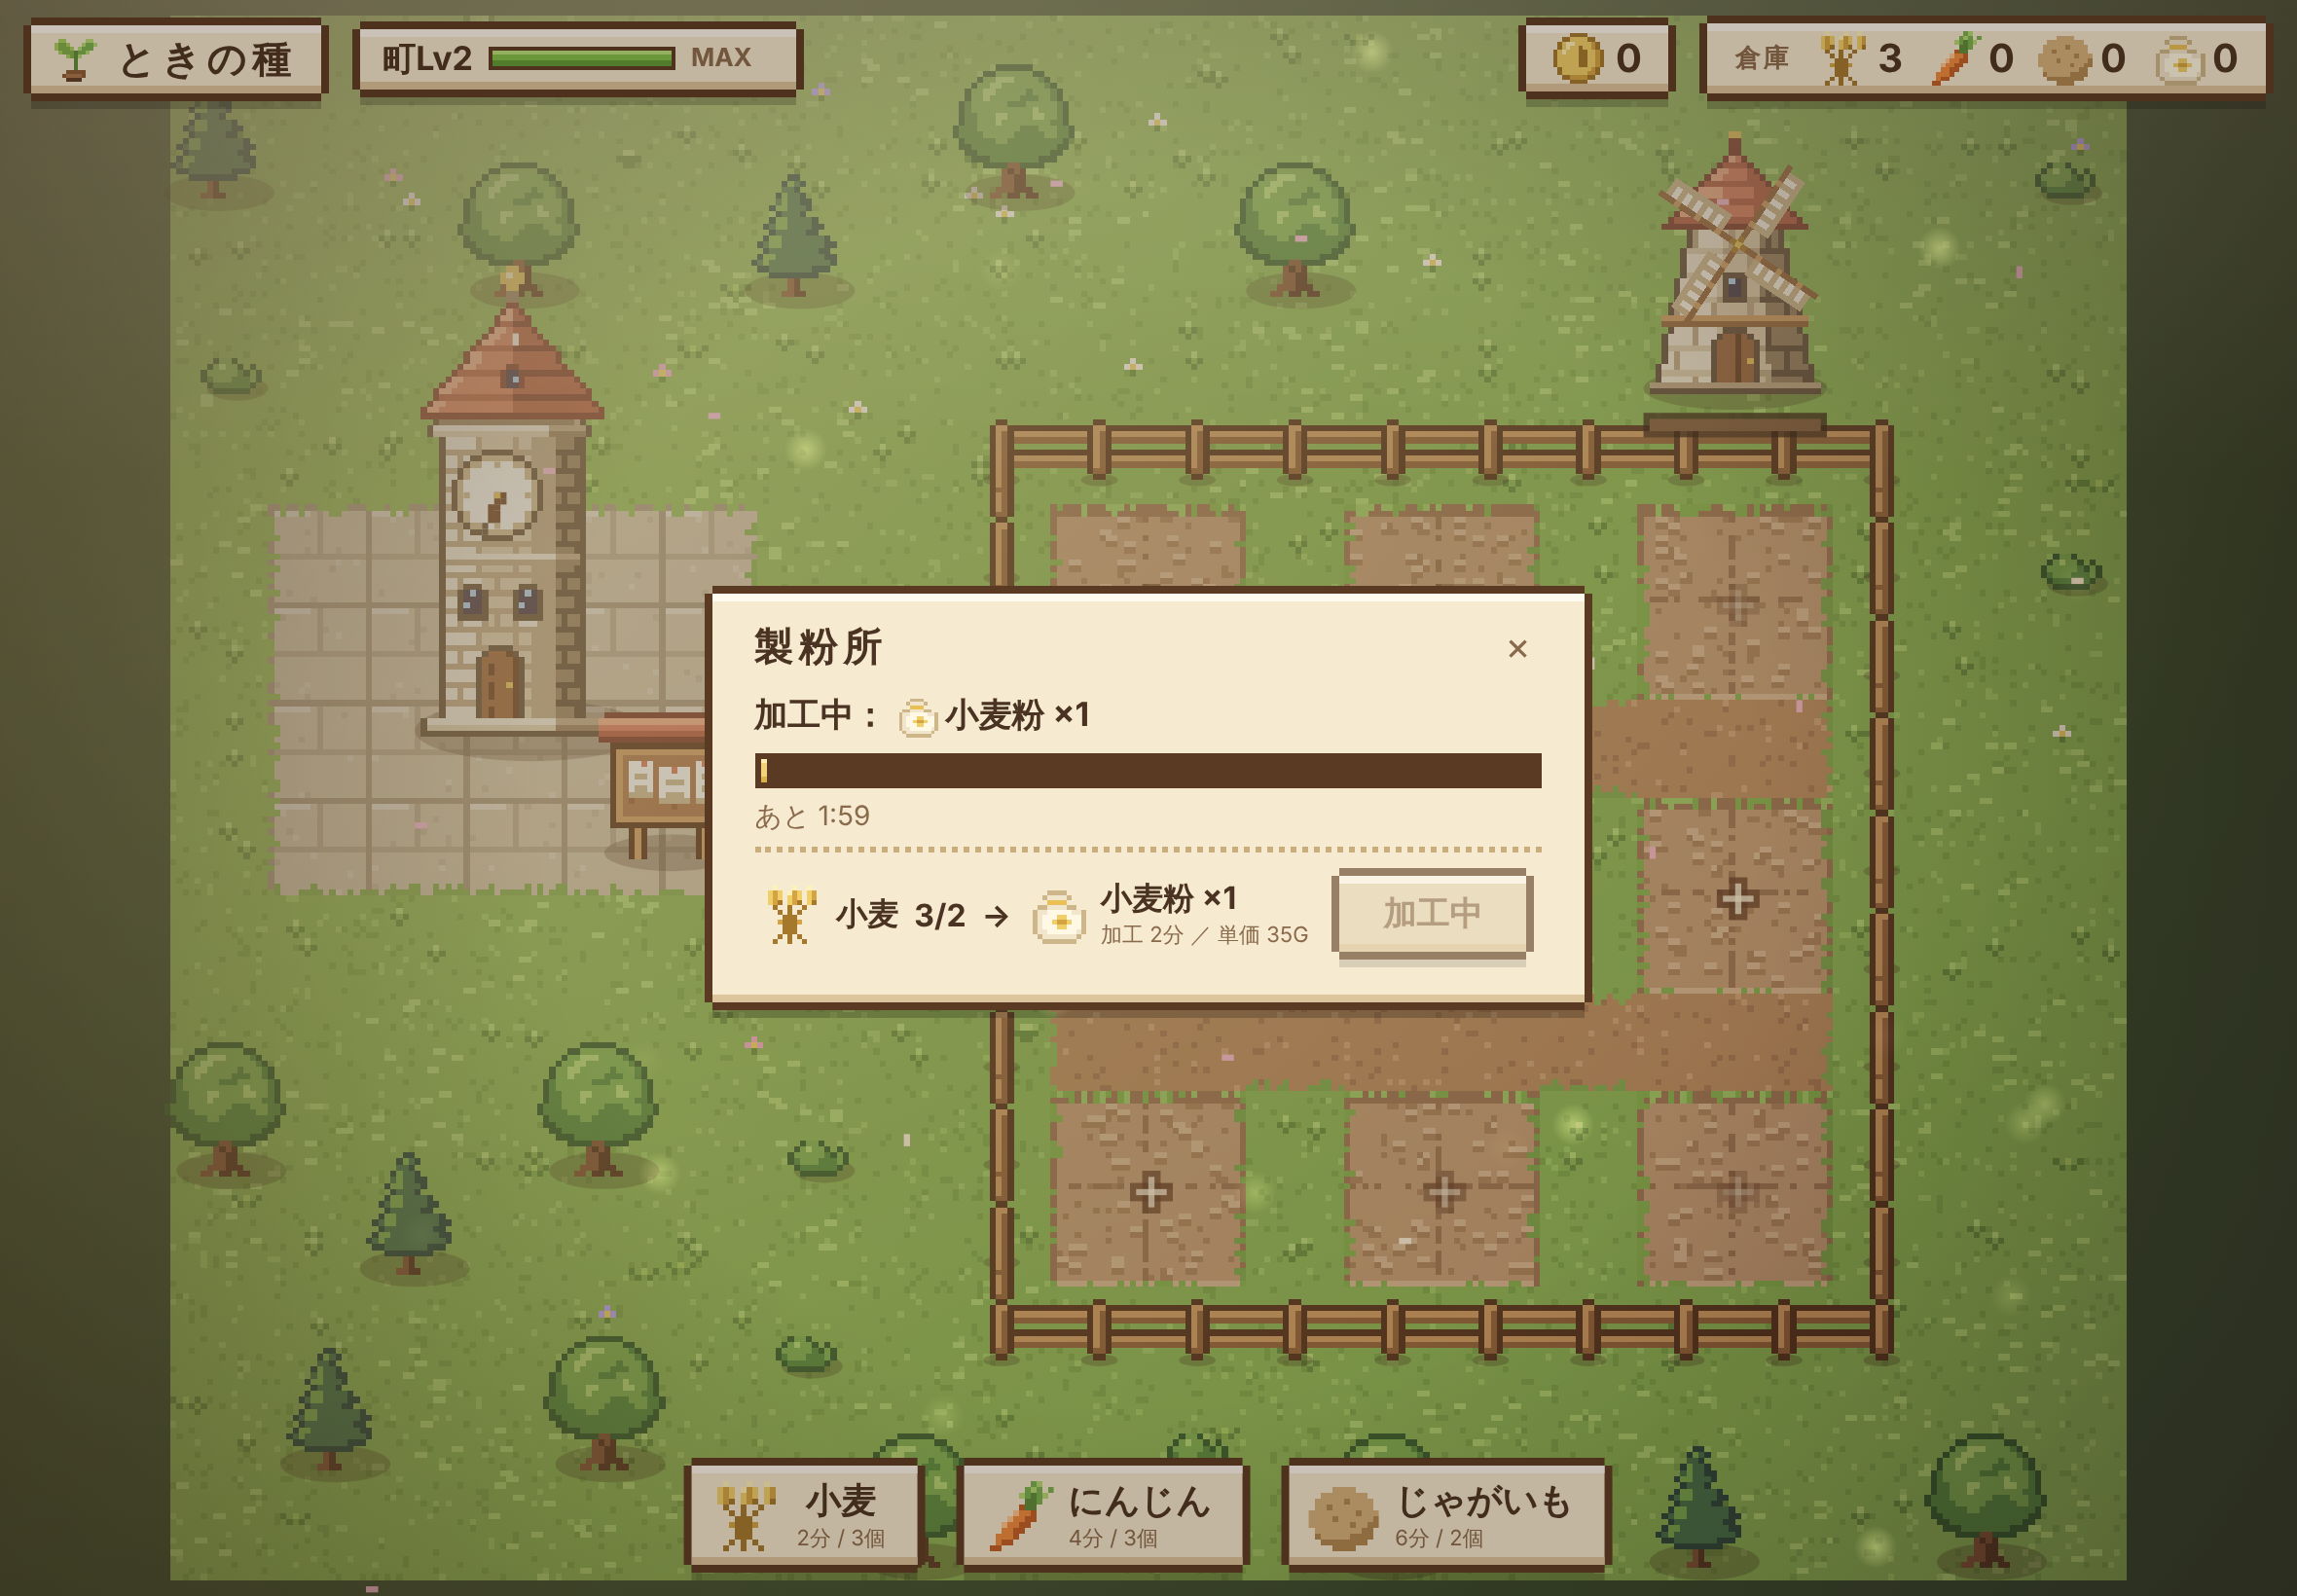 ときの種
町Lv2 MAX
0
倉庫 3 0 0 0
製粉所 ×
加工中： 小麦粉 ×1
あと 1:59
小麦 3/2 → 小麦粉 ×1
加工 2分 ／ 単価 35G
加工中
小麦
2分 / 3個
にんじん
4分 / 3個
じゃがいも
6分 / 2個